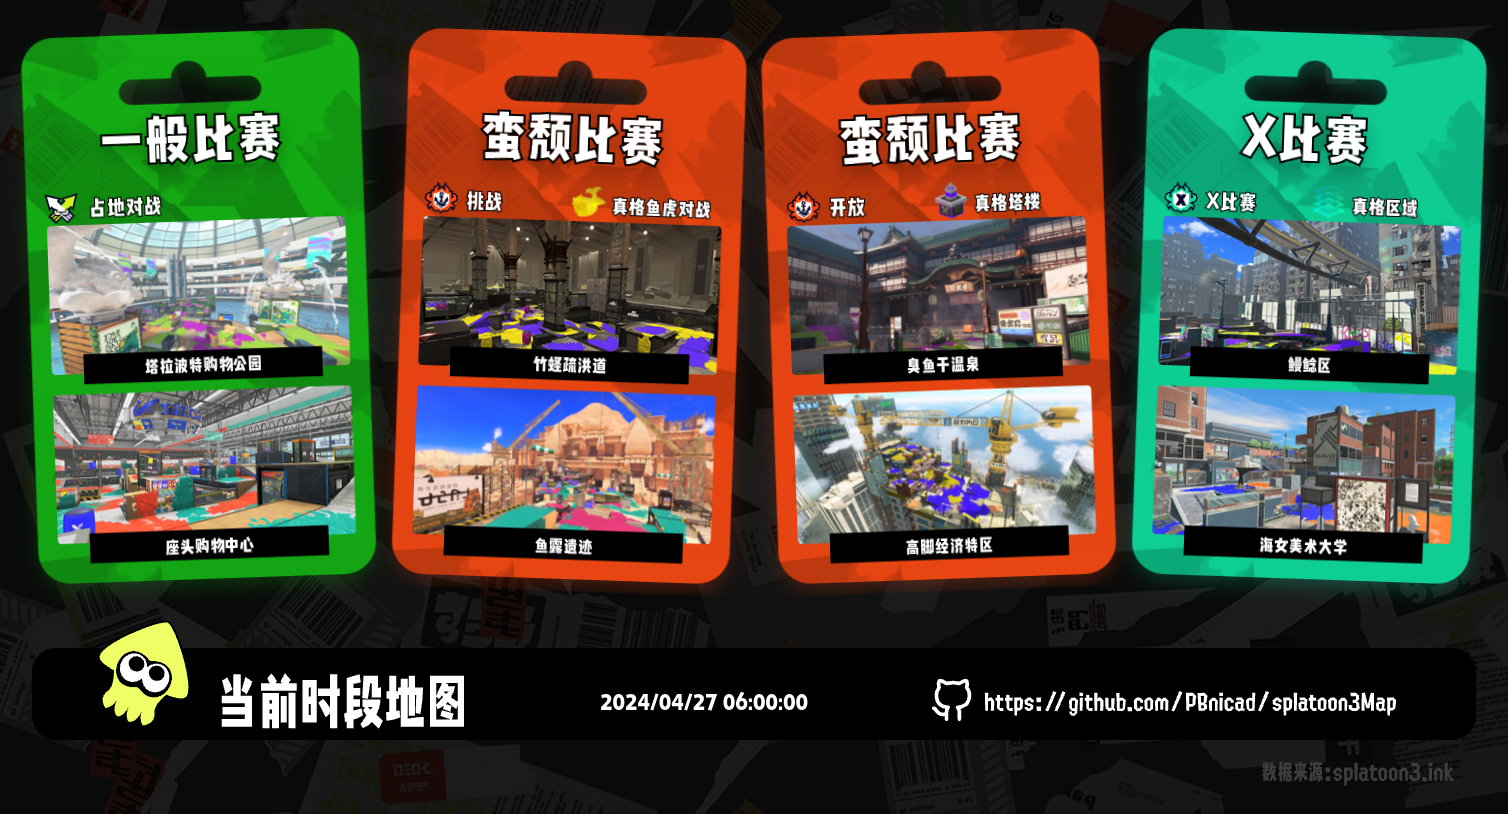 一般比赛
占地对战
塔拉波特购物公园
座头购物中心
蛮颓比赛
挑战
真格鱼虎对战
竹蛏疏洪道
鱼露遗迹
蛮颓比赛
开放
真格塔楼
臭鱼干温泉
高脚经济特区
X比赛
X比赛
真格区域
鳗鲶区
海女美术大学
当前时段地图
2024/04/27 06:00:00
https://github.com/PBnicad/splatoon3Map
数据来源:splatoon3.ink